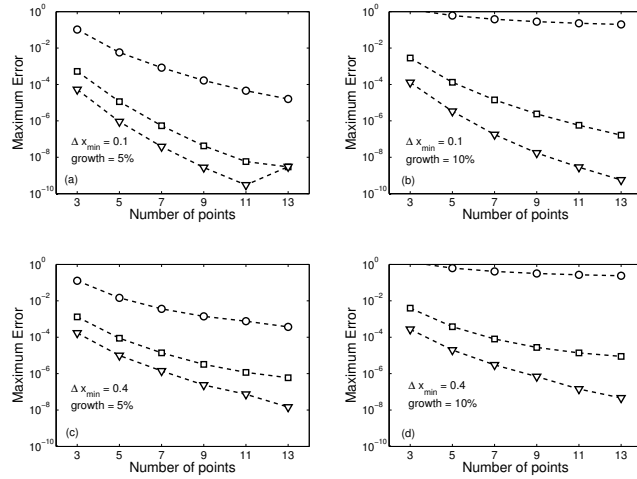 10^0
10^−2
10^−4
10^−6
10^−8
10^−10
Maximum Error
Δ x_min = 0.1
growth = 5%
(a)
3 5 7 9 11 13
Number of points
10^0
10^−2
10^−4
10^−6
10^−8
10^−10
Maximum Error
Δ x_min = 0.1
growth = 10%
(b)
3 5 7 9 11 13
Number of points
10^0
10^−2
10^−4
10^−6
10^−8
10^−10
Maximum Error
Δ x_min = 0.4
growth = 5%
(c)
3 5 7 9 11 13
Number of points
10^0
10^−2
10^−4
10^−6
10^−8
10^−10
Maximum Error
Δ x_min = 0.4
growth = 10%
(d)
3 5 7 9 11 13
Number of points